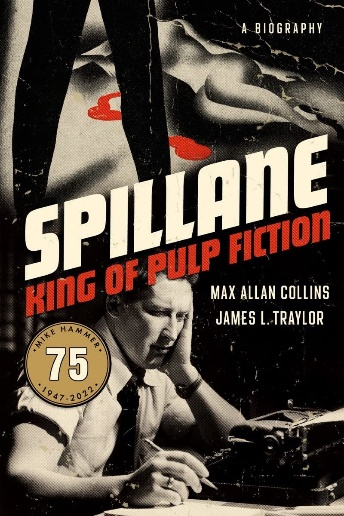 A BIOGRAPHY
SPILLANE
KING OF PULP FICTION
MAX ALLAN COLLINS
JAMES L. TRAYLOR
• MIKE HAMMER •
75
1947-2022